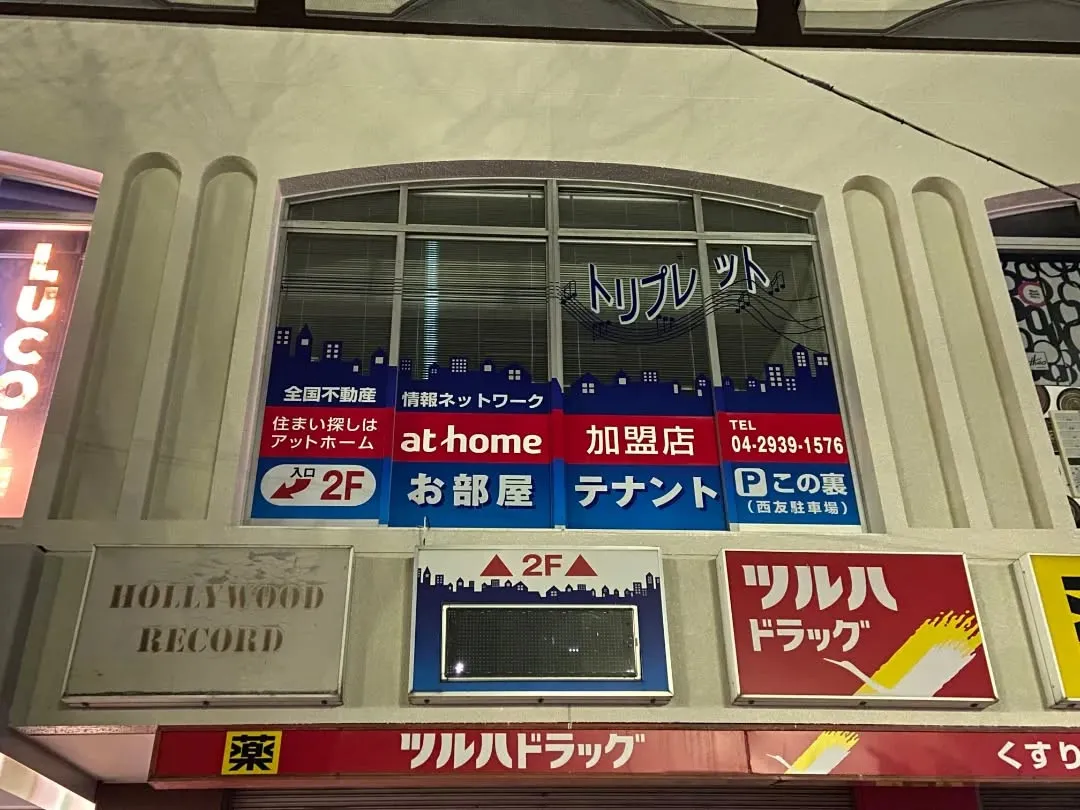 トリプレット
全国不動産 情報ネットワーク
住まい探しは
アットホーム
at home
加盟店
TEL
04-2939-1576
入口
2F
お部屋
テナント
P この裏
(西友駐車場)
HOLLYWOOD
RECORD
▲2F▲
ツルハ
ドラッグ
薬
ツルハドラッグ
くすり